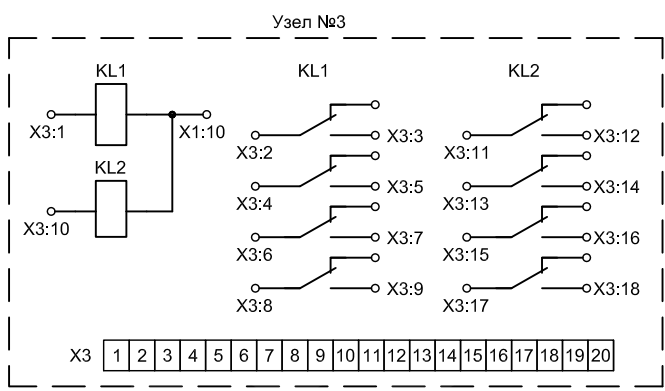 Узел №3
KL1 KL1 KL2
X3:1 X1:10
KL2
X3:10
X3:2 X3:3 X3:11 X3:12
X3:4 X3:5 X3:13 X3:14
X3:6 X3:7 X3:15 X3:16
X3:8 X3:9 X3:17 X3:18
X3 1 2 3 4 5 6 7 8 9 10 11 12 13 14 15 16 17 18 19 20